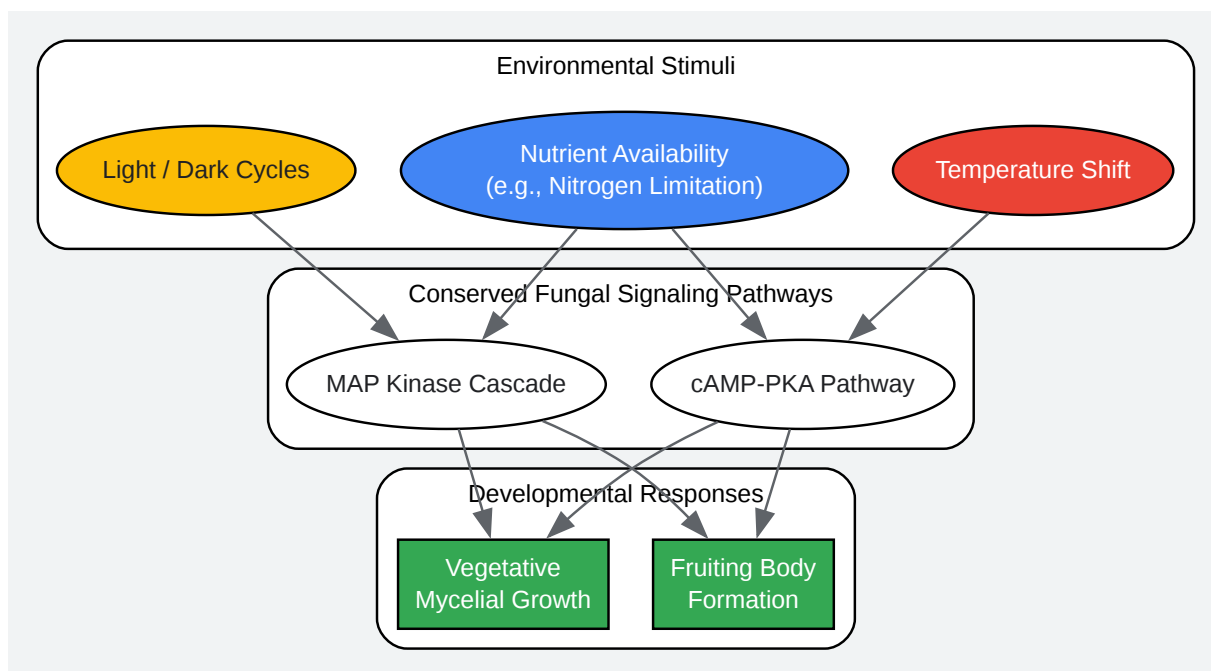 Environmental Stimuli
Light / Dark Cycles
Nutrient Availability
(e.g., Nitrogen Limitation)
Temperature Shift
Conserved Fungal Signaling Pathways
MAP Kinase Cascade
cAMP-PKA Pathway
Developmental Responses
Vegetative
Mycelial Growth
Fruiting Body
Formation